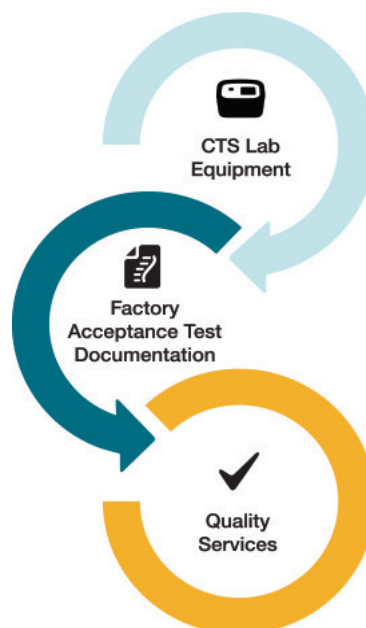 CTS Lab
Equipment
Factory
Acceptance Test
Documentation
Quality
Services